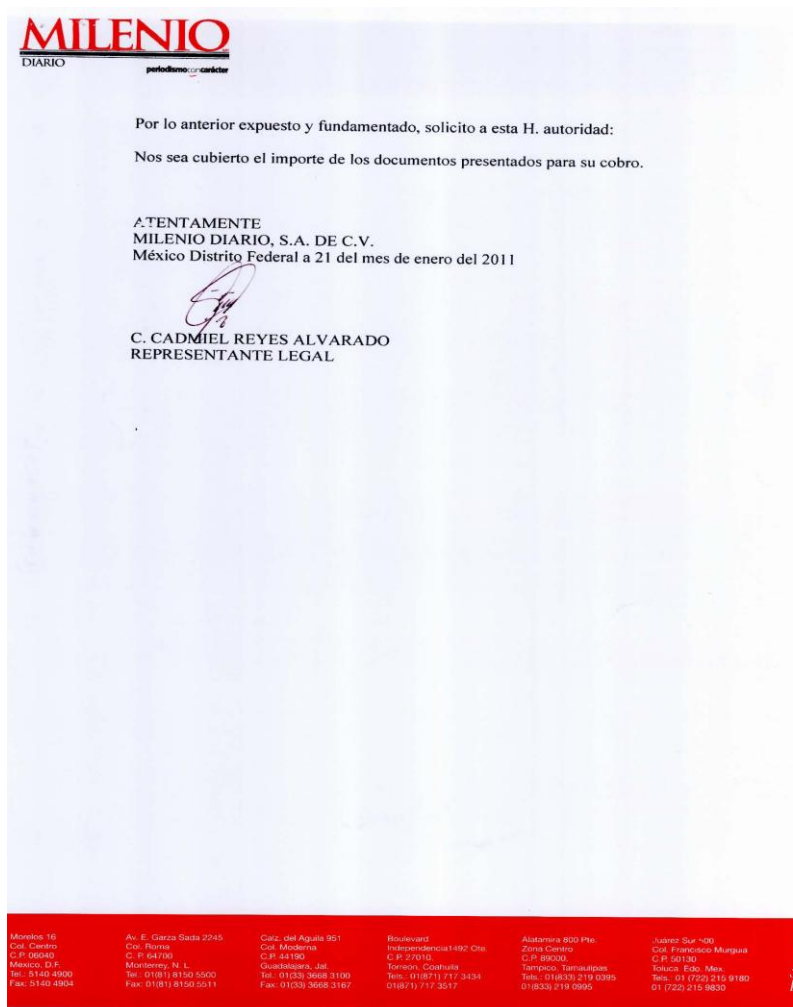 MILENIO
DIARIO
periodismo con carácter
Por lo anterior expuesto y fundamentado, solicito a esta H. autoridad:
Nos sea cubierto el importe de los documentos presentados para su cobro.
ATENTAMENTE
MILENIO DIARIO, S.A. DE C.V.
México Distrito Federal a 21 del mes de enero del 2011
C. CADMIEL REYES ALVARADO
REPRESENTANTE LEGAL
Morelos 16
Col. Centro
C.P. 06040
México, D.F.
Tel.: 5140 4900
Fax: 5140 4904
Av. E. Garza Sada 2245
Col. Roma
C. P. 64700
Monterrey, N. L.
Tel.: 01(81) 8150 5500
Fax: 01(81) 8150 5511
Calz. del Aguila 951
Col. Moderna
C.P. 44190
Guadalajara, Jal.
Tel.: 01(33) 3668 3100
Fax: 01(33) 3668 3167
Boulevard
Independencia1492 Ote.
C.P. 27010,
Torreon, Coahuila
Tels.: 01(871) 717 3434
01(871) 717 3517
Altamira 800 Pte.
Zona Centro
C.P. 89000,
Tampico, Tamaulipas
Tels.: 01(833) 219 0395
01(833) 219 0995
Juárez Sur
Col. Francisco Murguia
C.P. 50130
Toluca Edo. Mex.
Tels.: 01 (722) 215 9180
01 (722) 215 9830